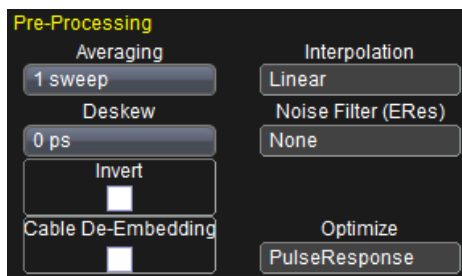 Pre-Processing
Averaging
1 sweep
Deskew
0 ps
Invert
Cable De-Embedding
Interpolation
Linear
Noise Filter (ERes)
None
Optimize
PulseResponse